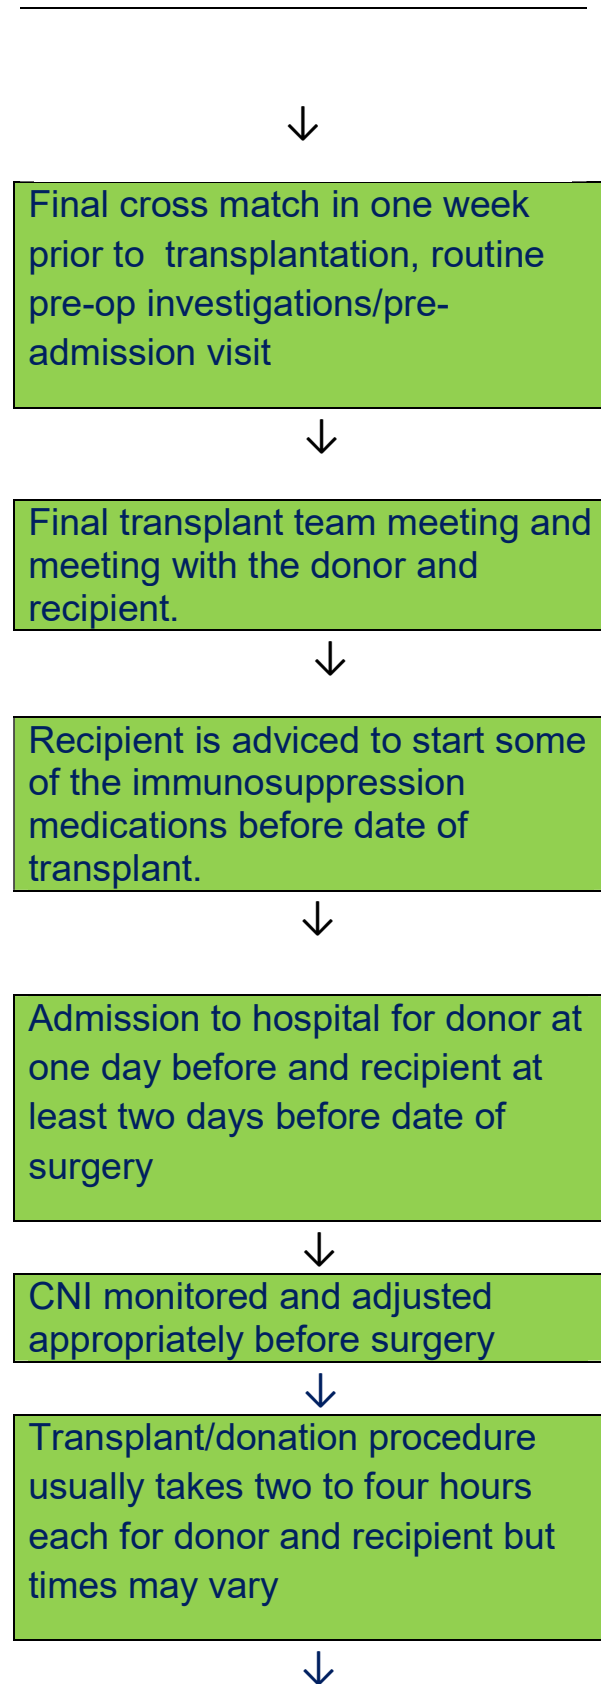 ↓
Final cross match in one week
prior to  transplantation, routine
pre-op investigations/pre-
admission visit
↓
Final transplant team meeting and
meeting with the donor and
recipient.
↓
Recipient is adviced to start some
of the immunosuppression
medications before date of
transplant.
↓
Admission to hospital for donor at
one day before and recipient at
least two days before date of
surgery
↓
CNI monitored and adjusted
appropriately before surgery
↓
Transplant/donation procedure
usually takes two to four hours
each for donor and recipient but
times may vary
↓